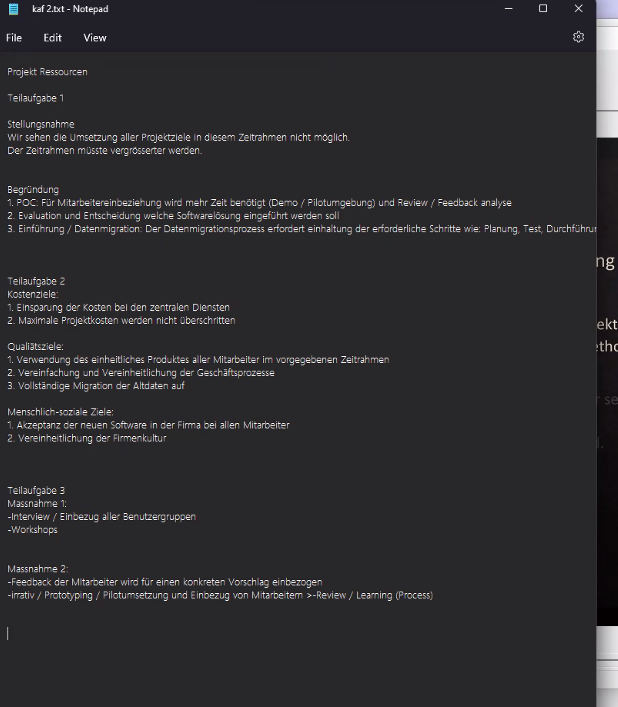 kaf 2.txt - Notepad
File Edit View
Projekt Ressourcen
Teilaufgabe 1
Stellungsnahme
Wir sehen die Umsetzung aller Projektziele in diesem Zeitrahmen nicht möglich.
Der Zeitrahmen müsste vergrösserter werden.
Begründung
1. POC: Für Mitarbeitereinbeziehung wird mehr Zeit benötigt (Demo / Pilotumgebung) und Review / Feedback analyse
2. Evaluation und Entscheidung welche Softwarelösung eingeführt werden soll
3. Einführung / Datenmigration: Der Datenmigrationsprozess erfordert einhaltung der erforderliche Schritte wie: Planung, Test, Durchführun
Teilaufgabe 2
Kostenziele:
1. Einsparung der Kosten bei den zentralen Diensten
2. Maximale Projektkosten werden nicht überschritten
Qualiätsziele:
1. Verwendung des einheitliches Produktes aller Mitarbeiter im vorgegebenen Zeitrahmen
2. Vereinfachung und Vereinheitlichung der Geschäftsprozesse
3. Vollständige Migration der Altdaten auf
Menschlich-soziale Ziele:
1. Akzeptanz der neuen Software in der Firma bei allen Mitarbeiter
2. Vereinheitlichung der Firmenkultur
Teilaufgabe 3
Massnahme 1:
-Interview / Einbezug aller Benutzergruppen
-Workshops
Massnahme 2:
-Feedback der Mitarbeiter wird für einen konkreten Vorschlag einbezogen
-irrativ / Prototyping / Pilotumsetzung und Einbezug von Mitarbeitern >-Review / Learning (Process)
ng
ekt
etho
r se
l.